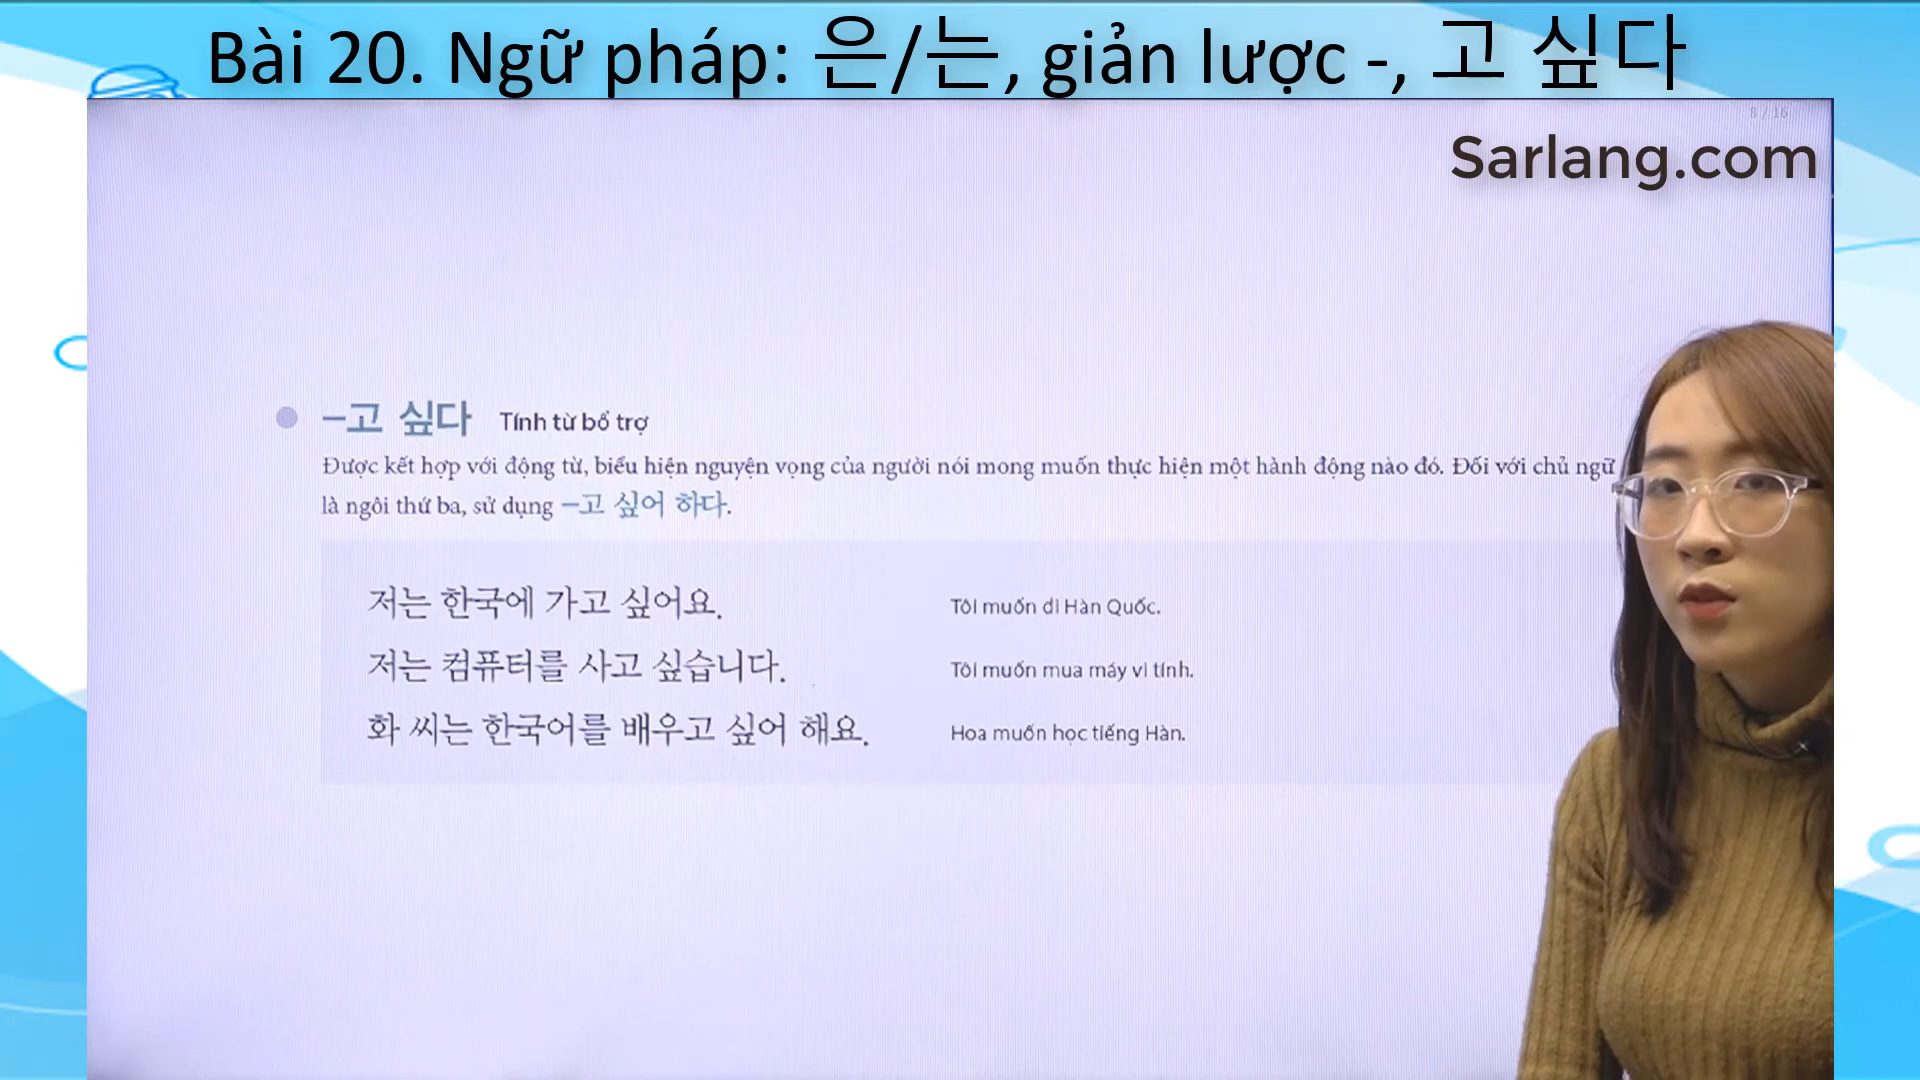 Bài 20. Ngữ pháp: 은/는, giản lược -, 고 싶다
8 / 16
Sarlang.com
–고 싶다 Tính từ bổ trợ
Được kết hợp với động từ, biểu hiện nguyện vọng của người nói mong muốn thực hiện một hành động nào đó. Đối với chủ ngữ
là ngôi thứ ba, sử dụng –고 싶어 하다.
저는 한국에 가고 싶어요. Tôi muốn di Hàn Quốc.
저는 컴퓨터를 사고 싶습니다. Tôi muốn mua máy vi tính.
화 씨는 한국어를 배우고 싶어 해요. Hoa muốn học tiếng Hàn.